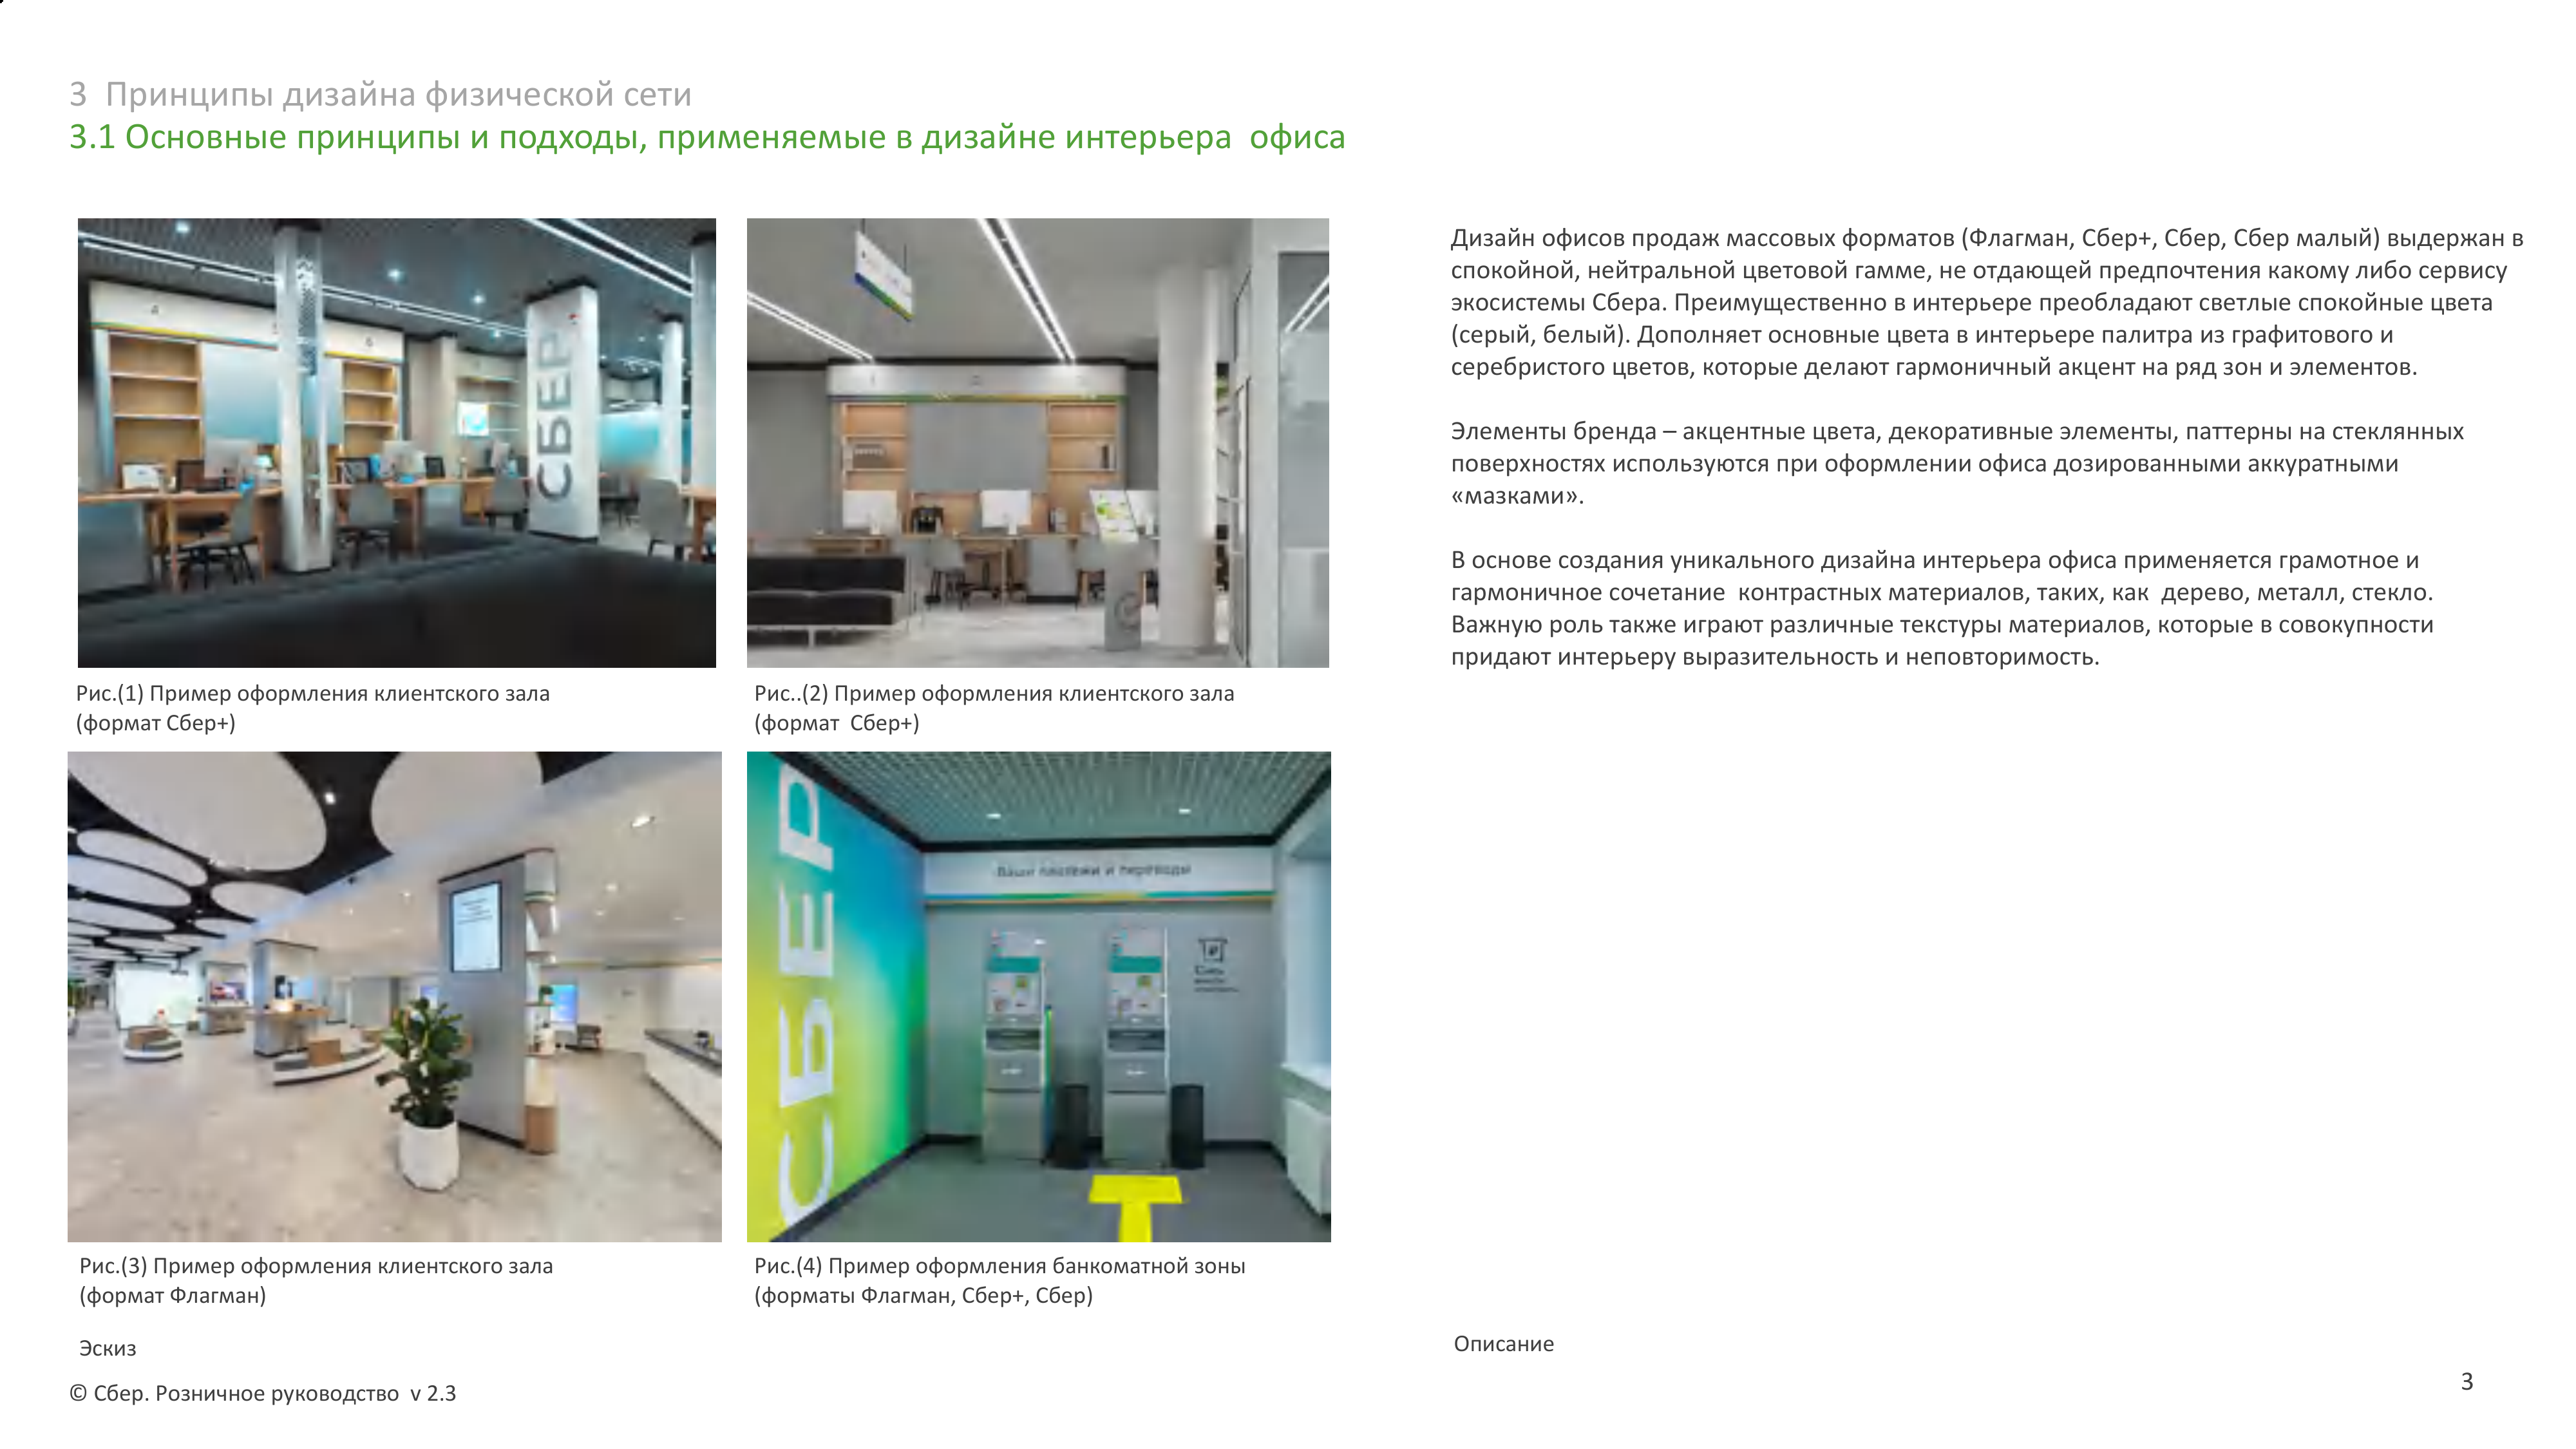 3  Принципы дизайна физической сети
3.1 Основные принципы и подходы, применяемые в дизайне интерьера  офиса
СБЕР
Рис.(1) Пример оформления клиентского зала
(формат Сбер+)
Рис..(2) Пример оформления клиентского зала
(формат  Сбер+)
СБЕР
Ваши платежи и переводы
Рис.(3) Пример оформления клиентского зала
(формат Флагман)
Рис.(4) Пример оформления банкоматной зоны
(форматы Флагман, Сбер+, Сбер)
Эскиз
Дизайн офисов продаж массовых форматов (Флагман, Сбер+, Сбер, Сбер малый) выдержан в
спокойной, нейтральной цветовой гамме, не отдающей предпочтения какому либо сервису
экосистемы Сбера. Преимущественно в интерьере преобладают светлые спокойные цвета
(серый, белый). Дополняет основные цвета в интерьере палитра из графитового и
серебристого цветов, которые делают гармоничный акцент на ряд зон и элементов.
Элементы бренда – акцентные цвета, декоративные элементы, паттерны на стеклянных
поверхностях используются при оформлении офиса дозированными аккуратными
«мазками».
В основе создания уникального дизайна интерьера офиса применяется грамотное и
гармоничное сочетание  контрастных материалов, таких, как  дерево, металл, стекло.
Важную роль также играют различные текстуры материалов, которые в совокупности
придают интерьеру выразительность и неповторимость.
Описание
© Сбер. Розничное руководство  v 2.3
3